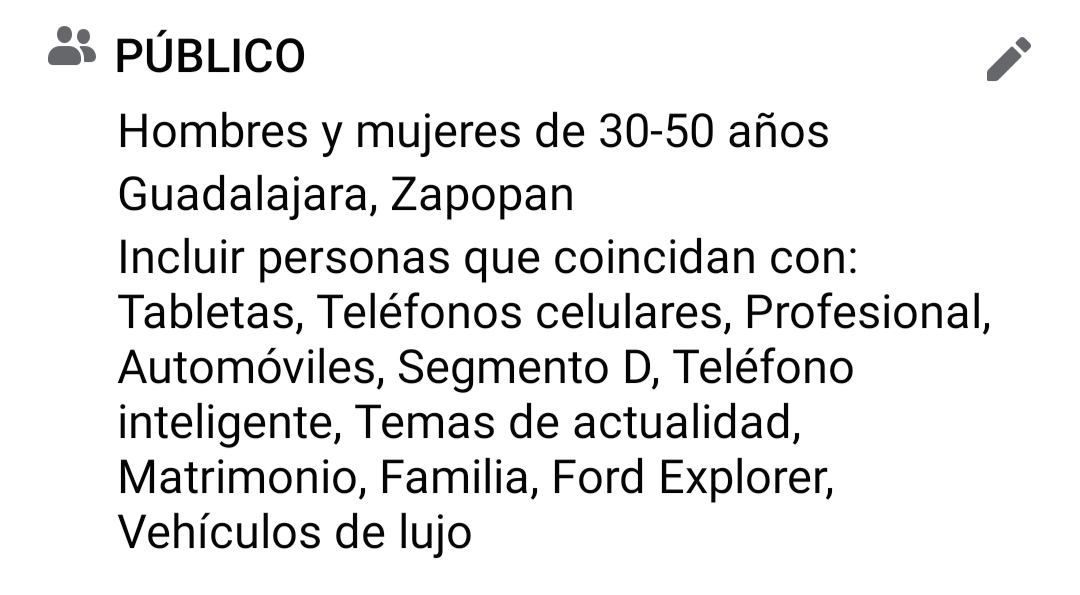 PÚBLICO
Hombres y mujeres de 30-50 años
Guadalajara, Zapopan
Incluir personas que coincidan con:
Tabletas, Teléfonos celulares, Profesional,
Automóviles, Segmento D, Teléfono
inteligente, Temas de actualidad,
Matrimonio, Familia, Ford Explorer,
Vehículos de lujo